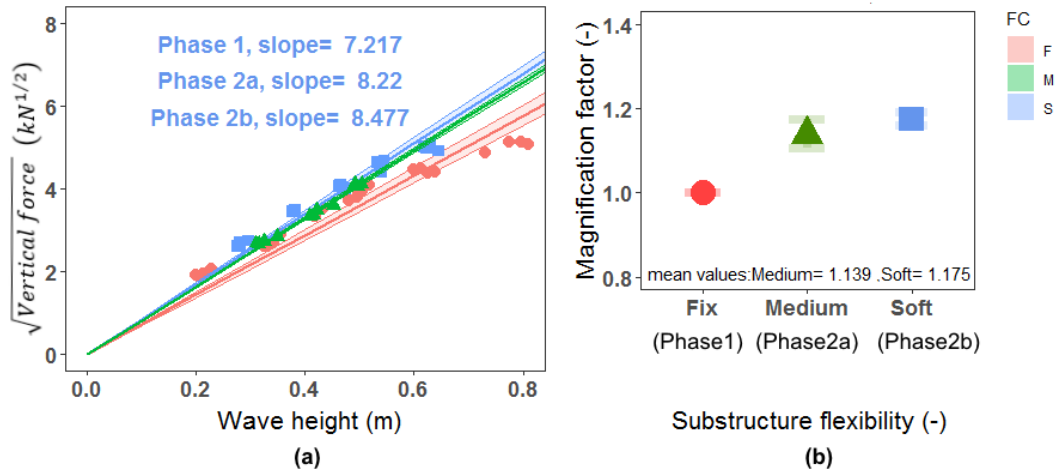 8
6
4
2
0
√Vertical force (kN^1/2)
Phase 1, slope= 7.217
Phase 2a, slope= 8.22
Phase 2b, slope= 8.477
0.0 0.2 0.4 0.6 0.8
Wave height (m)
(a)
1.4
1.2
1.0
0.8
Magnification factor (-)
mean values:Medium= 1.139 ,Soft= 1.175
Fix Medium Soft
(Phase1) (Phase2a) (Phase2b)
Substructure flexibility (-)
(b)
FC
F
M
S